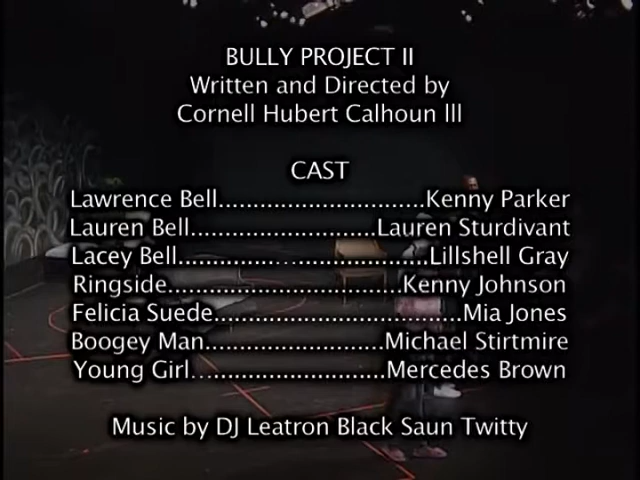 BULLY PROJECT II
Written and Directed by
Cornell Hubert Calhoun lll
CAST
Lawrence Bell..............................Kenny Parker
Lauren Bell...........................Lauren Sturdivant
Lacey Bell....................................Lillshell Gray
Ringside..................................Kenny Johnson
Felicia Suede....................................Mia Jones
Boogey Man..........................Michael Stirtmire
Young Girl............................Mercedes Brown
Music by DJ Leatron Black Saun Twitty